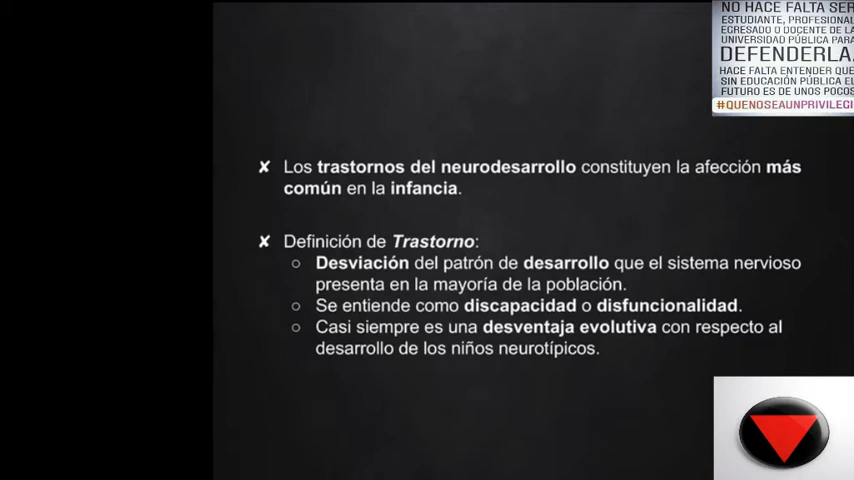 NO HACE FALTA SER
ESTUDIANTE, PROFESIONAL
EGRESADO O DOCENTE DE LA
UNIVERSIDAD PÚBLICA PARA
DEFENDERLA.
HACE FALTA ENTENDER QUE
SIN EDUCACIÓN PÚBLICA EL
FUTURO ES DE UNOS POCOS
#QUENOSEAUNPRIVILEGI
✘ Los trastornos del neurodesarrollo constituyen la afección más
común en la infancia.
✘ Definición de Trastorno:
○ Desviación del patrón de desarrollo que el sistema nervioso
presenta en la mayoría de la población.
○ Se entiende como discapacidad o disfuncionalidad.
○ Casi siempre es una desventaja evolutiva con respecto al
desarrollo de los niños neurotípicos.